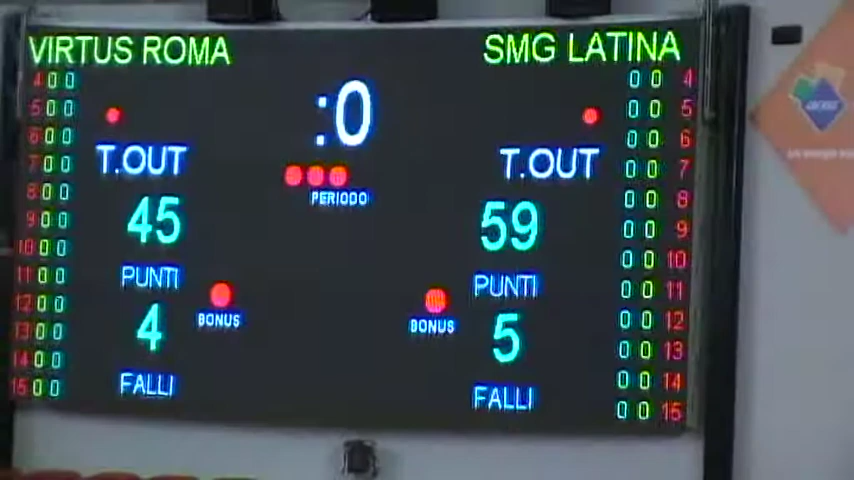 VIRTUS ROMA
SMG LATINA
4 0 0
5 0 0
6 0 0
7 0 0
8 0 0
9 0 0
10 0 0
11 0 0
12 0 0
13 0 0
14 0 0
15 0 0
T.OUT
45
PUNTI
4
FALLI
BONUS
:0
PERIODO
BONUS
T.OUT
59
PUNTI
5
FALLI
0 0 4
0 0 5
0 0 6
0 0 7
0 0 8
0 0 9
0 0 10
0 0 11
0 0 12
0 0 13
0 0 14
0 0 15